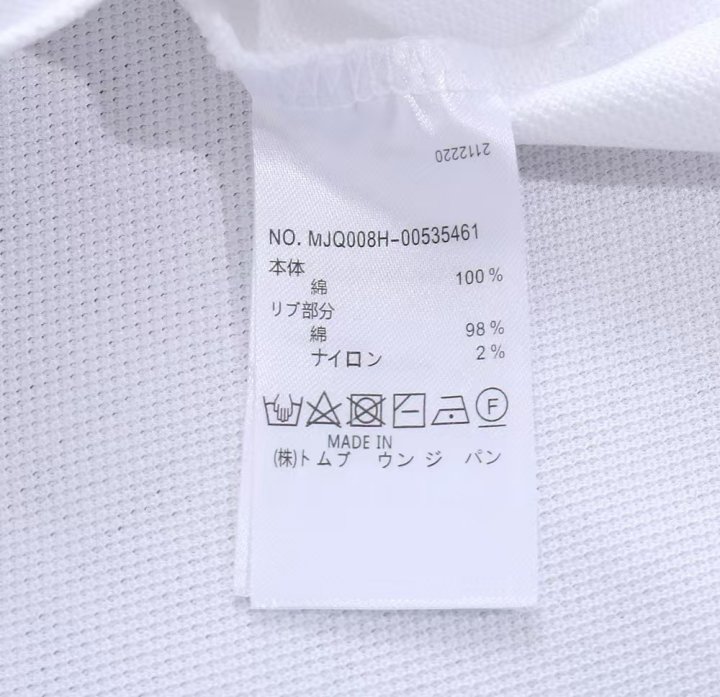 2112220
NO. MJQ008H-00535461
本体
綿 100%
リブ部分
綿 98%
ナイロン 2%
F
MADE IN
(株)トムブ ウン ジ パン